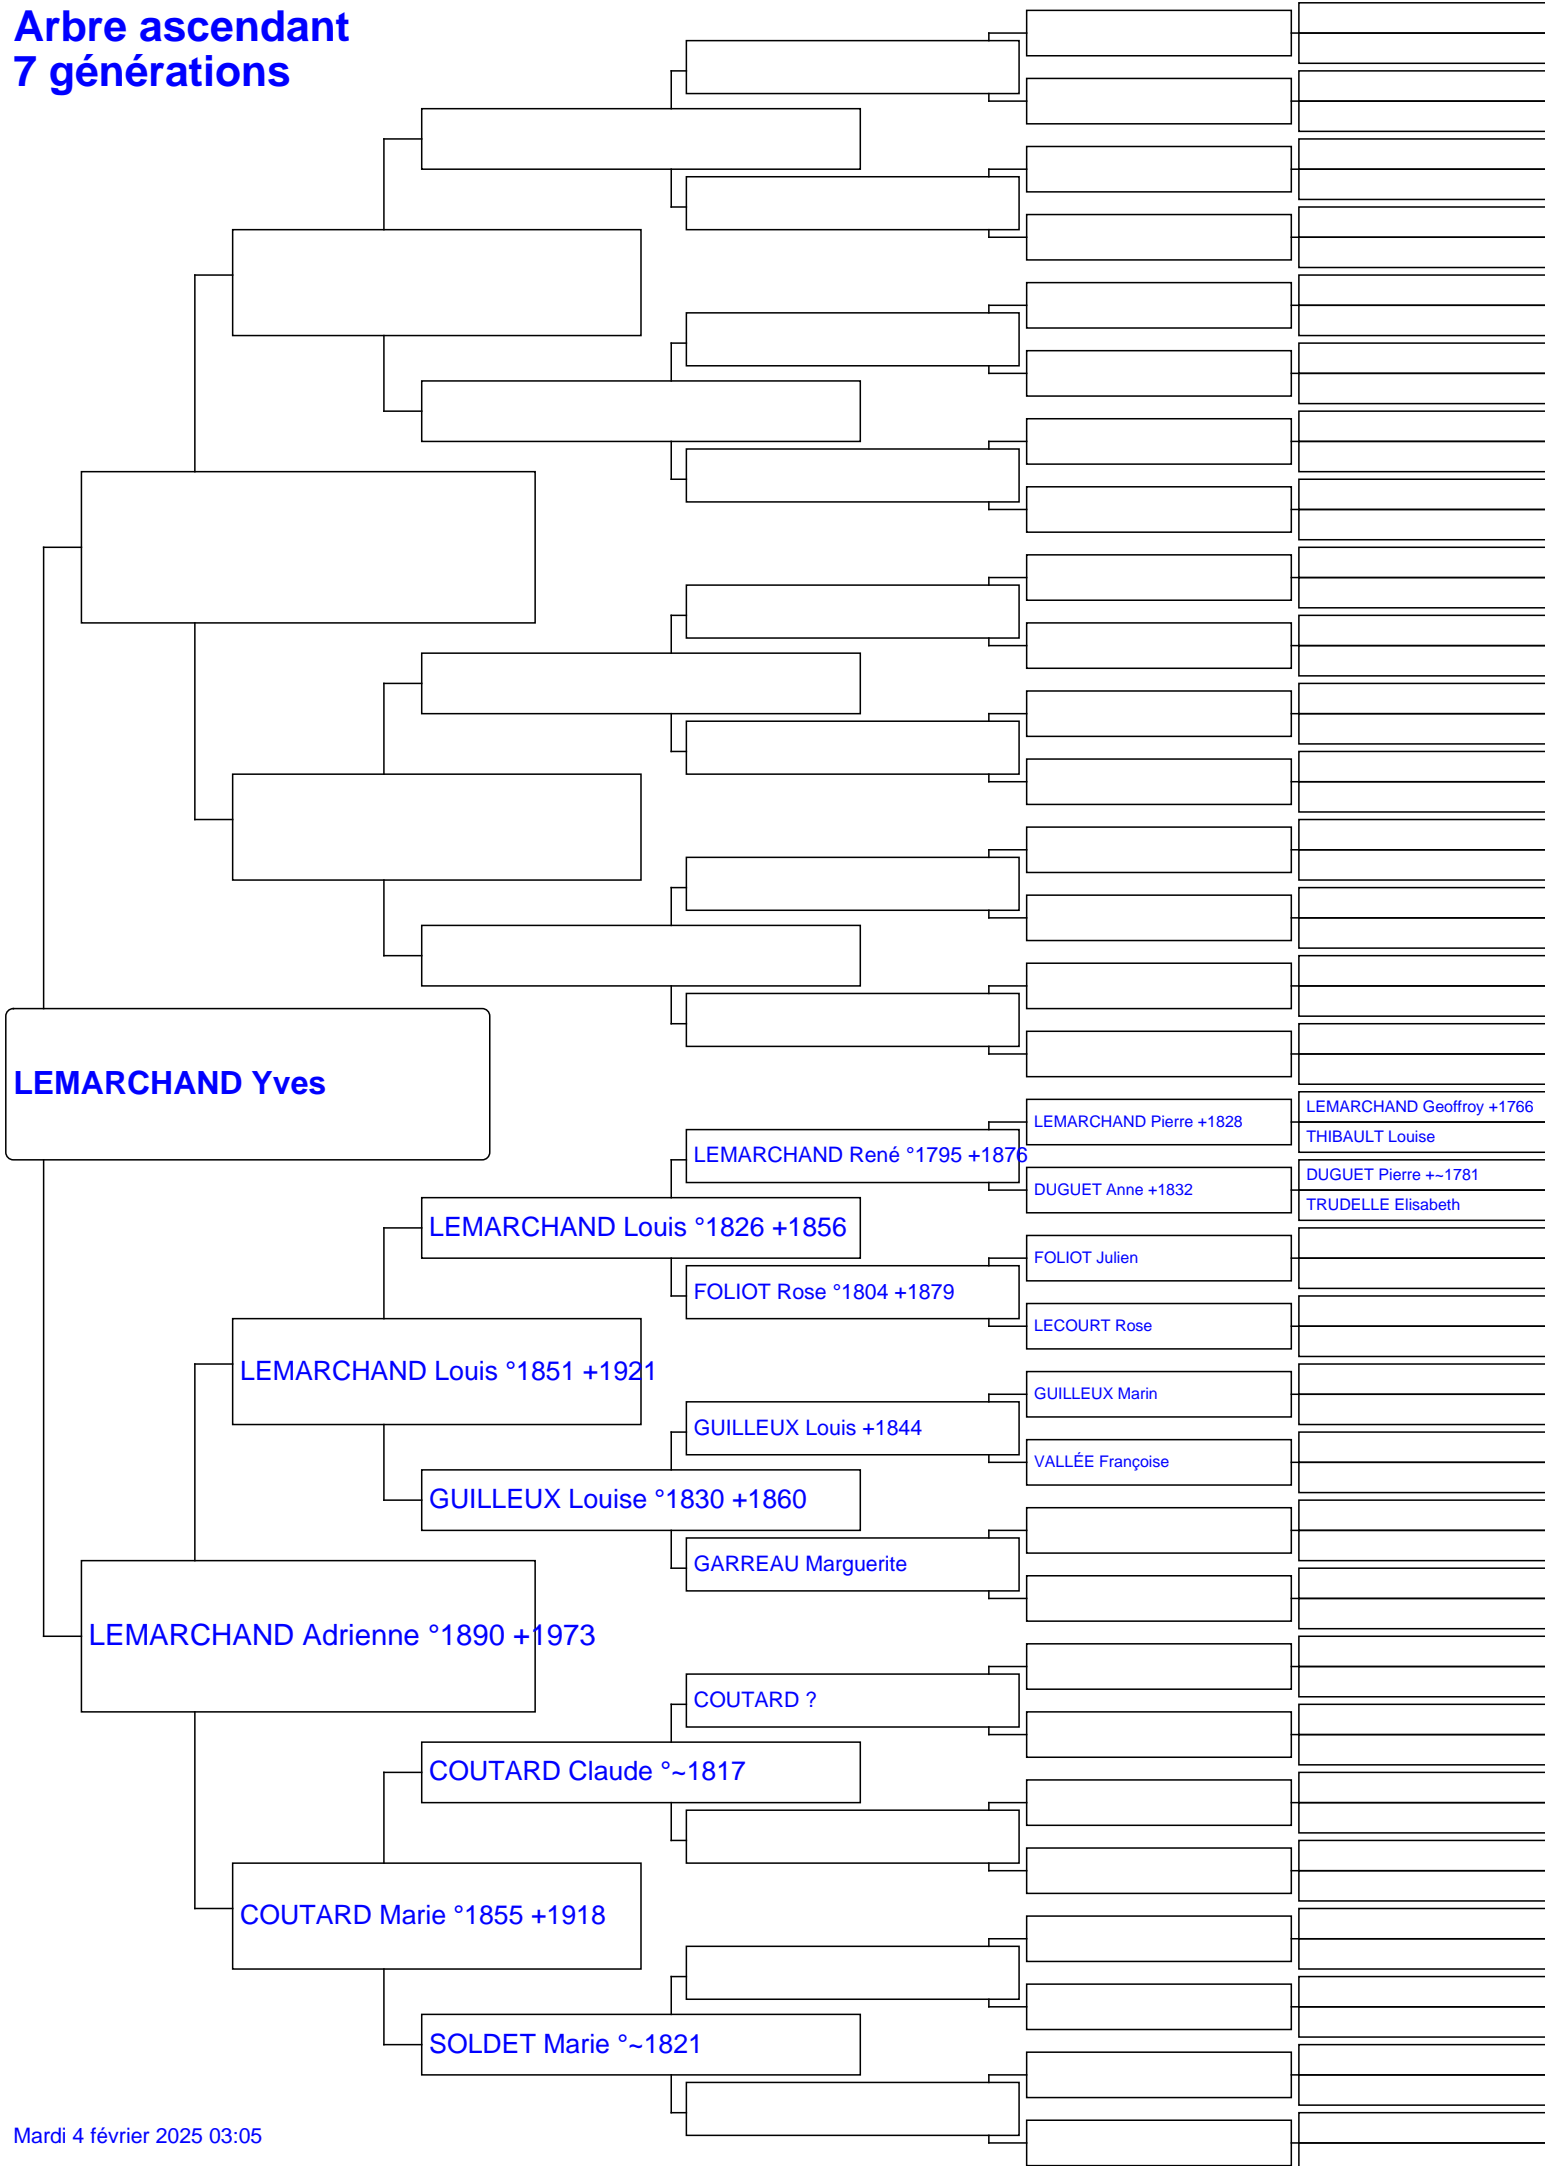 Arbre ascendant
7 générations
LEMARCHAND Yves
LEMARCHAND Geoffroy +1766
LEMARCHAND Pierre +1828
THIBAULT Louise
LEMARCHAND René °1795 +1876
DUGUET Pierre +~1781
DUGUET Anne +1832
TRUDELLE Elisabeth
LEMARCHAND Louis °1826 +1856
FOLIOT Julien
FOLIOT Rose °1804 +1879
LECOURT Rose
LEMARCHAND Louis °1851 +1921
GUILLEUX Marin
GUILLEUX Louis +1844
VALLÉE Françoise
GUILLEUX Louise °1830 +1860
GARREAU Marguerite
LEMARCHAND Adrienne °1890 +1973
COUTARD ?
COUTARD Claude °~1817
COUTARD Marie °1855 +1918
SOLDET Marie °~1821
Mardi 4 février 2025 03:05